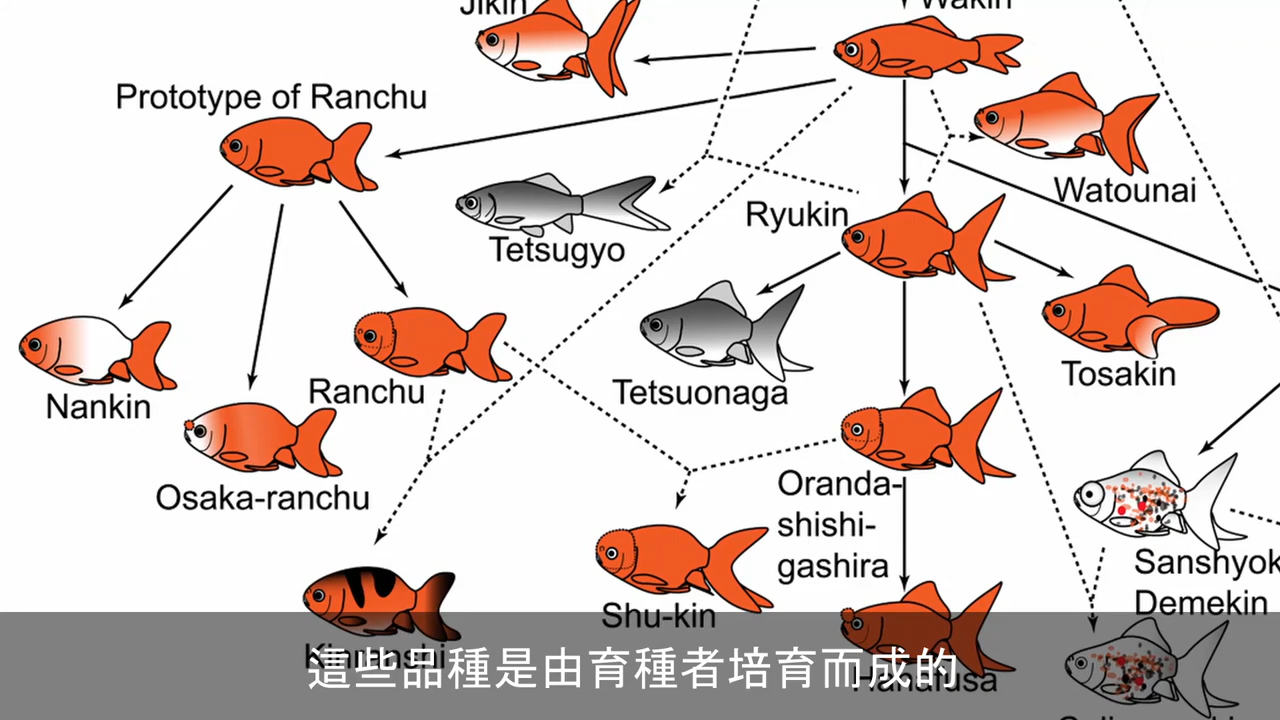 Jikin
Wakin
Prototype of Ranchu
Watounai
Ryukin
Tetsugyo
Tosakin
Tetsuonaga
Ranchu
Nankin
Osaka-ranchu
Oranda-
shishi-
gashira
Sanshyok
Demekin
Shu-kin
Hanafusa
這些品種是由育種者培育而成的